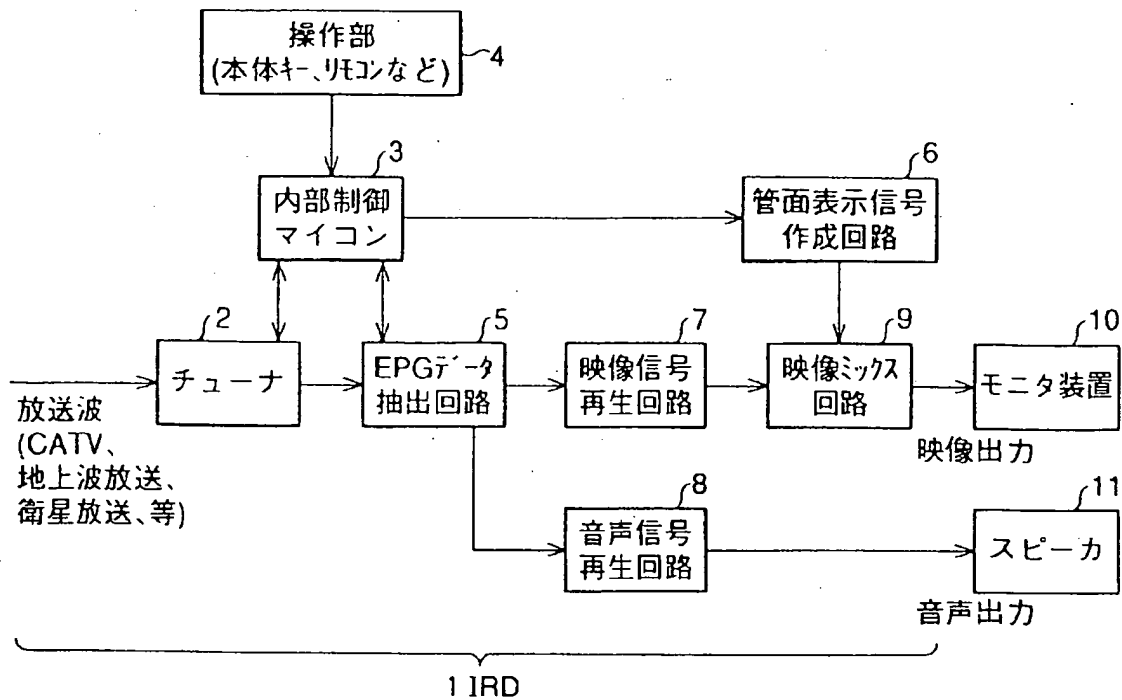 操作部
(本体キー、リモコンなど)
4
3
内部制御
マイコン
6
管面表示信号
作成回路
2
チューナ
5
EPGデータ
抽出回路
7
映像信号
再生回路
9
映像ミックス
回路
10
モニタ装置
放送波
(CATV、
地上波放送、
衛星放送、等)
映像出力
8
音声信号
再生回路
11
スピーカ
音声出力
1 IRD